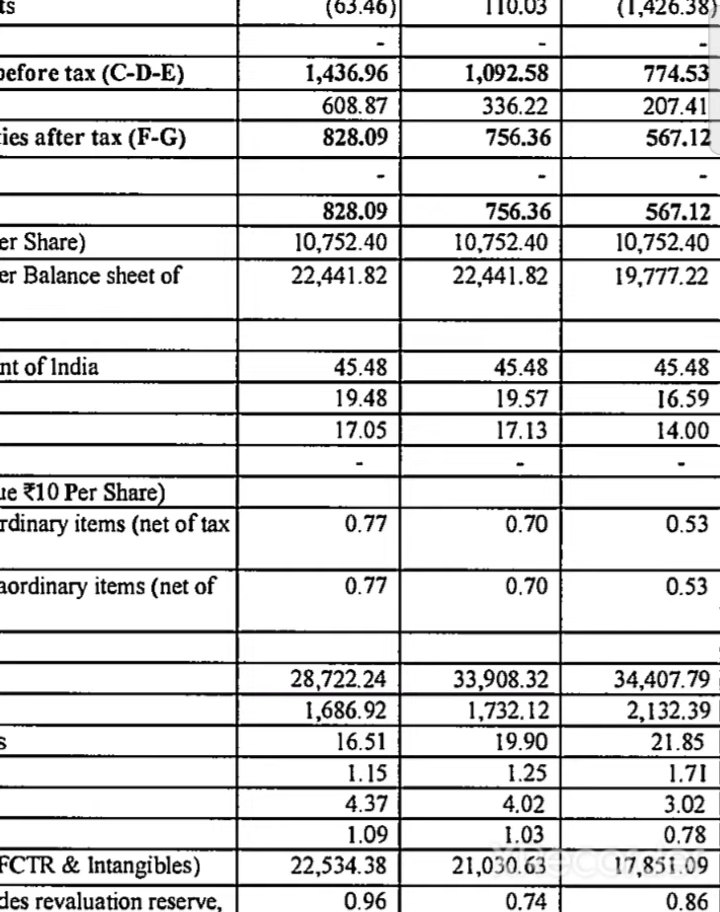 ts (63.46) 110.03 (1,426.38)
- - -
before tax (C-D-E) 1,436.96 1,092.58 774.53
608.87 336.22 207.41
ties after tax (F-G) 828.09 756.36 567.12
- - -
828.09 756.36 567.12
er Share) 10,752.40 10,752.40 10,752.40
er Balance sheet of 22,441.82 22,441.82 19,777.22
nt of India 45.48 45.48 45.48
19.48 19.57 16.59
17.05 17.13 14.00
- - -
ue ₹10 Per Share)
rdinary items (net of tax 0.77 0.70 0.53
aordinary items (net of 0.77 0.70 0.53
28,722.24 33,908.32 34,407.79
1,686.92 1,732.12 2,132.39
s 16.51 19.90 21.85
1.15 1.25 1.71
4.37 4.02 3.02
1.09 1.03 0.78
FCTR & Intangibles) 22,534.38 21,030.63 17,851.09
des revaluation reserve, 0.96 0.74 0.86